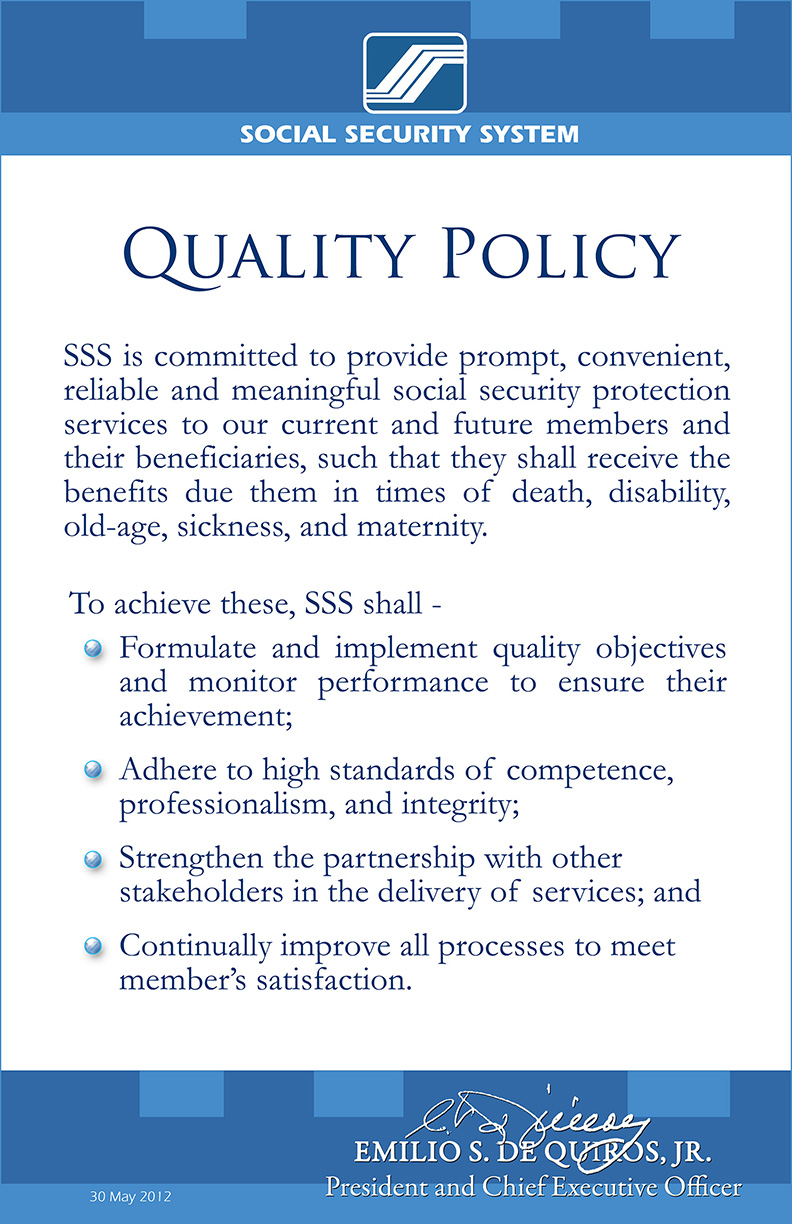 SOCIAL SECURITY SYSTEM
QUALITY POLICY
SSS is committed to provide prompt, convenient,
reliable and meaningful social security protection
services to our current and future members and
their beneficiaries, such that they shall receive the
benefits due them in times of death, disability,
old-age, sickness, and maternity.
To achieve these, SSS shall -
Formulate and implement quality objectives
and monitor performance to ensure their
achievement;
Adhere to high standards of competence,
professionalism, and integrity;
Strengthen the partnership with other
stakeholders in the delivery of services; and
Continually improve all processes to meet
member’s satisfaction.
EMILIO S. DE QUIROS, JR.
President and Chief Executive Officer
30 May 2012